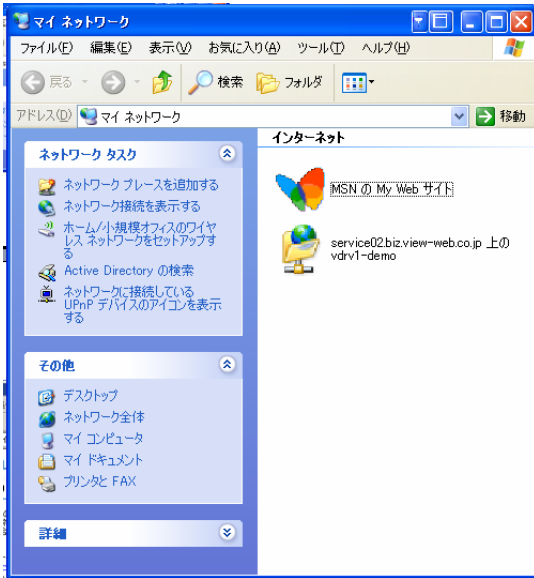 マイ ネットワーク
ファイル(F) 編集(E) 表示(V) お気に入り(A) ツール(T) ヘルプ(H)
戻る 検索 フォルダ
アドレス(D) マイ ネットワーク 移動
ネットワーク タスク
ネットワーク プレースを追加する
ネットワーク接続を表示する
ホーム/小規模オフィスのワイヤ
レス ネットワークをセットアップす
る
Active Directory の検索
ネットワークに接続している
UPnP デバイスのアイコンを表示
する
その他
デスクトップ
ネットワーク全体
マイ コンピュータ
マイ ドキュメント
プリンタと FAX
詳細
インターネット
MSN の My Web サイト
service02.biz.view-web.co.jp 上の
vdrv1-demo